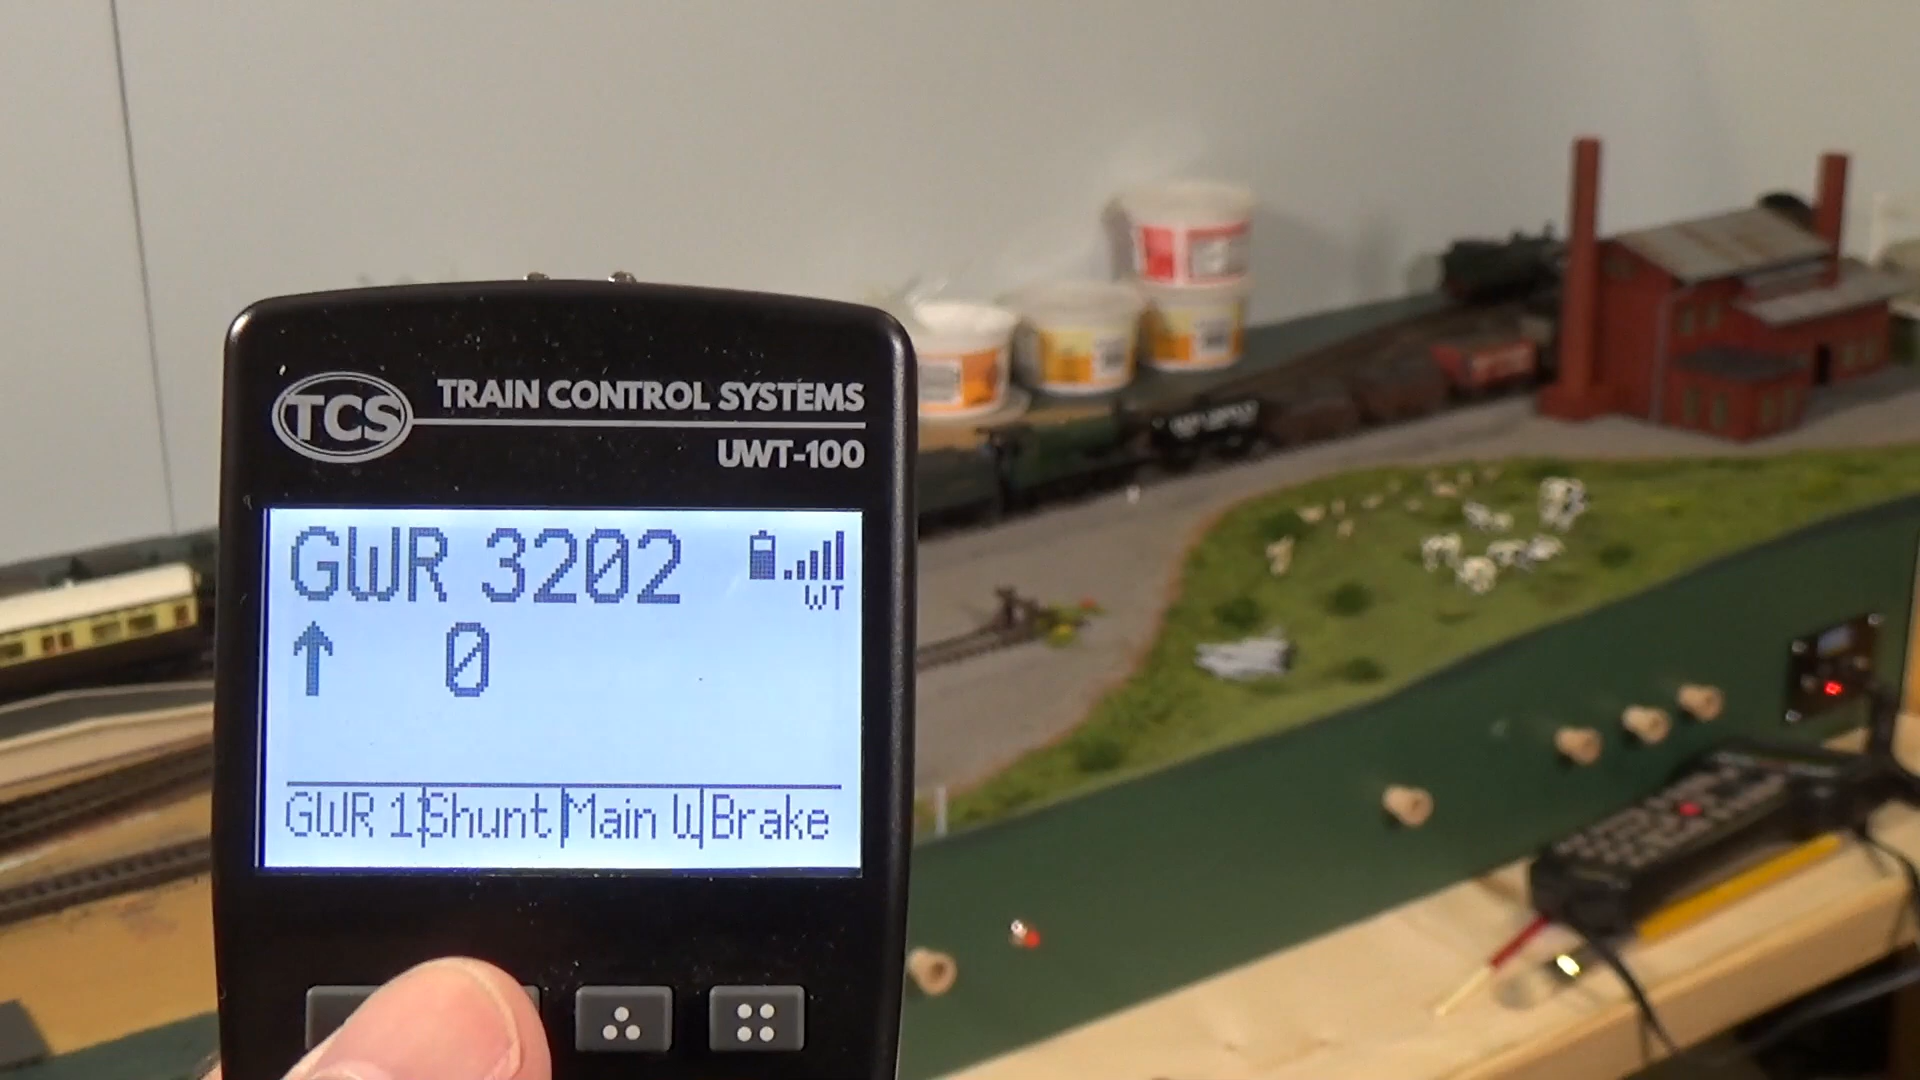 TCS
TRAIN CONTROL SYSTEMS
UWT-100
GWR 3202
WT
↑ 0
GWR 1|Shunt|Main W|Brake